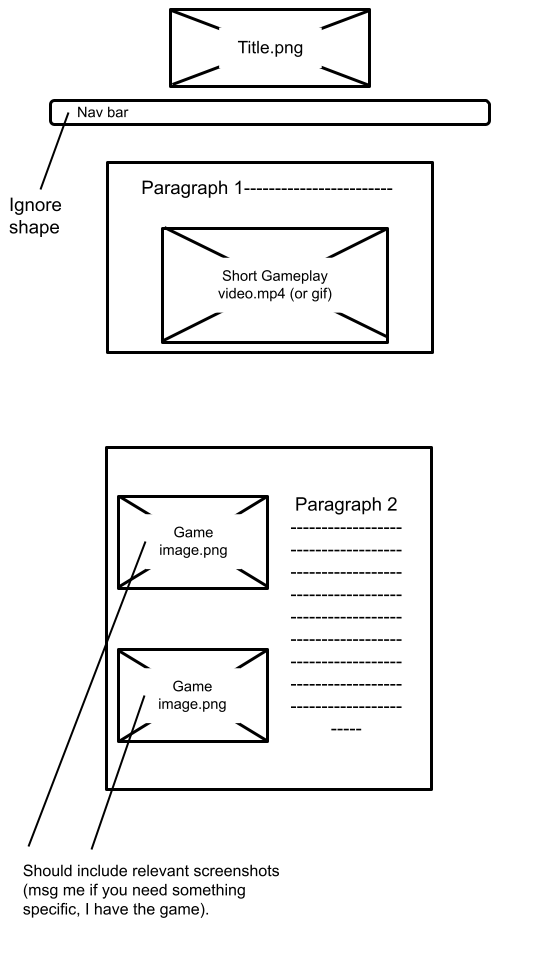 Title.png
Nav bar
Ignore
shape
Paragraph 1------------------------
Short Gameplay
video.mp4 (or gif)
Game
image.png
Paragraph 2
------------------
------------------
------------------
------------------
------------------
------------------
------------------
------------------
------------------
-----
Game
image.png
Should include relevant screenshots
(msg me if you need something
specific, I have the game).